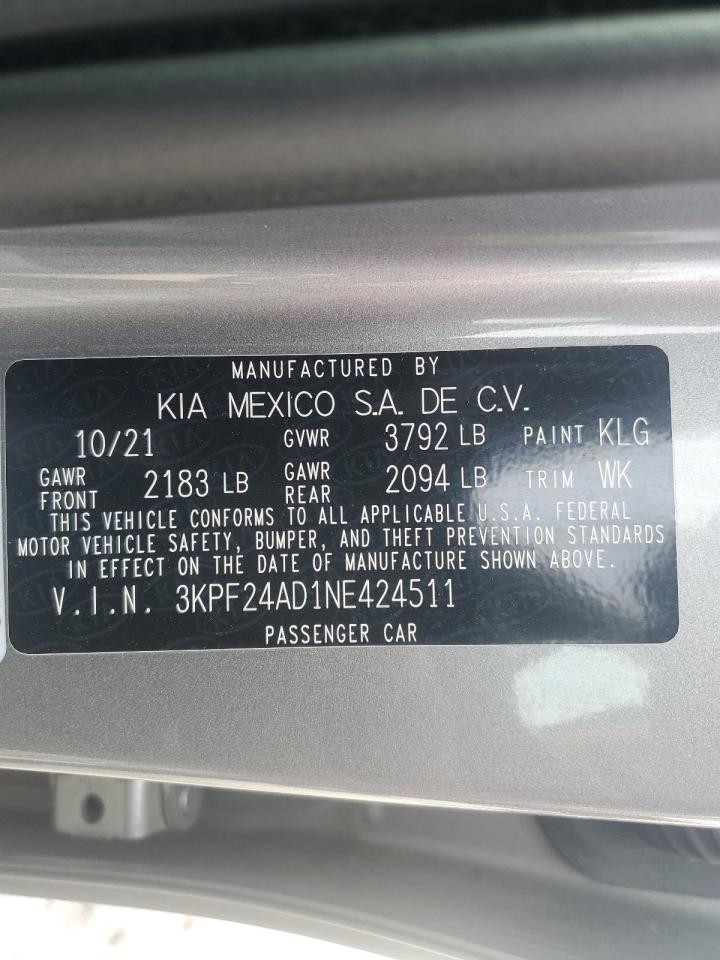 MANUFACTURED BY
KIA MEXICO S.A. DE C.V.
10/21 GVWR 3792 LB PAINT KLG
GAWR FRONT 2183 LB GAWR REAR 2094 LB TRIM WK
THIS VEHICLE CONFORMS TO ALL APPLICABLE U.S.A. FEDERAL
MOTOR VEHICLE SAFETY, BUMPER, AND THEFT PREVENTION STANDARDS
IN EFFECT ON THE DATE OF MANUFACTURE SHOWN ABOVE.
V.I.N. 3KPF24AD1NE424511
PASSENGER CAR